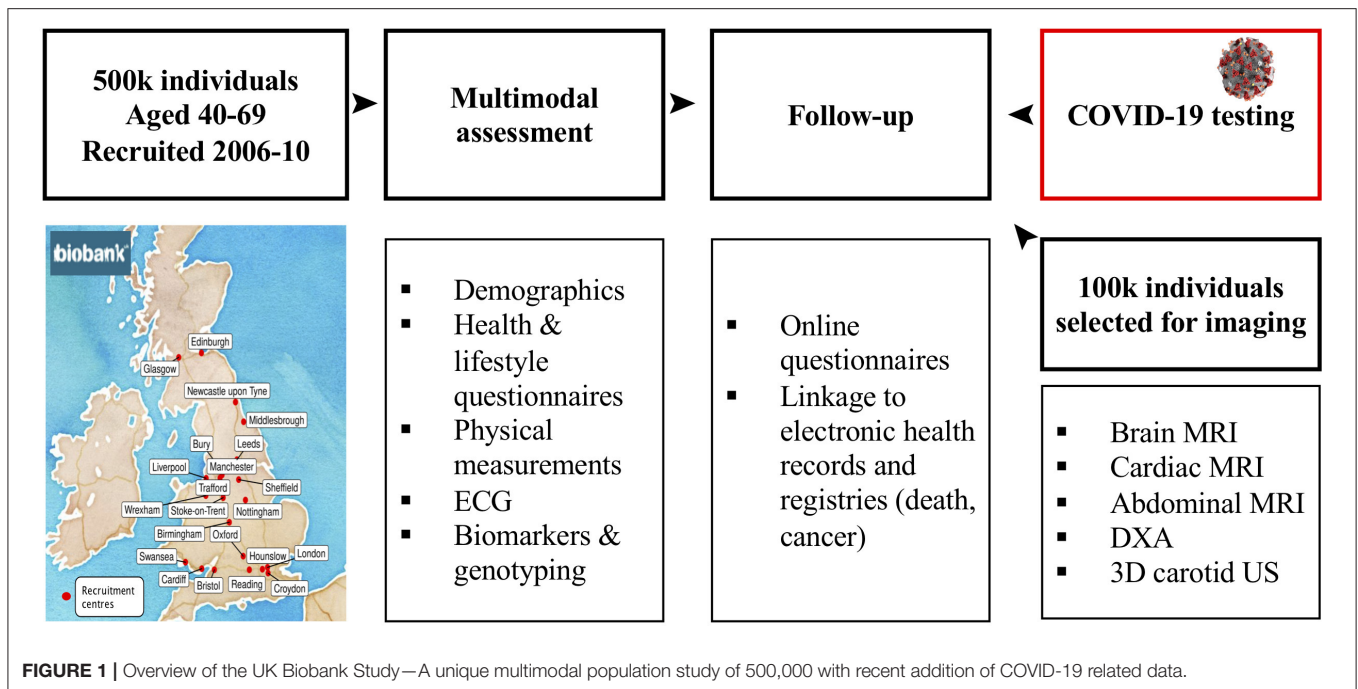 500k individuals
Aged 40-69
Recruited 2006-10
Multimodal
assessment
Follow-up
COVID-19 testing
biobank
Edinburgh
Glasgow
Newcastle upon Tyne
Middlesbrough
Bury
Leeds
Liverpool
Manchester
Trafford
Sheffield
Wrexham
Stoke-on-Trent
Nottingham
Birmingham
Oxford
Swansea
Hounslow
London
Cardiff
Bristol
Reading
Croydon
Recruitment
centres
▪ Demographics
▪ Health &
lifestyle
questionnaires
▪ Physical
measurements
▪ ECG
▪ Biomarkers &
genotyping
▪ Online
questionnaires
▪ Linkage to
electronic health
records and
registries (death,
cancer)
100k individuals
selected for imaging
▪ Brain MRI
▪ Cardiac MRI
▪ Abdominal MRI
▪ DXA
▪ 3D carotid US
FIGURE 1 | Overview of the UK Biobank Study—A unique multimodal population study of 500,000 with recent addition of COVID-19 related data.